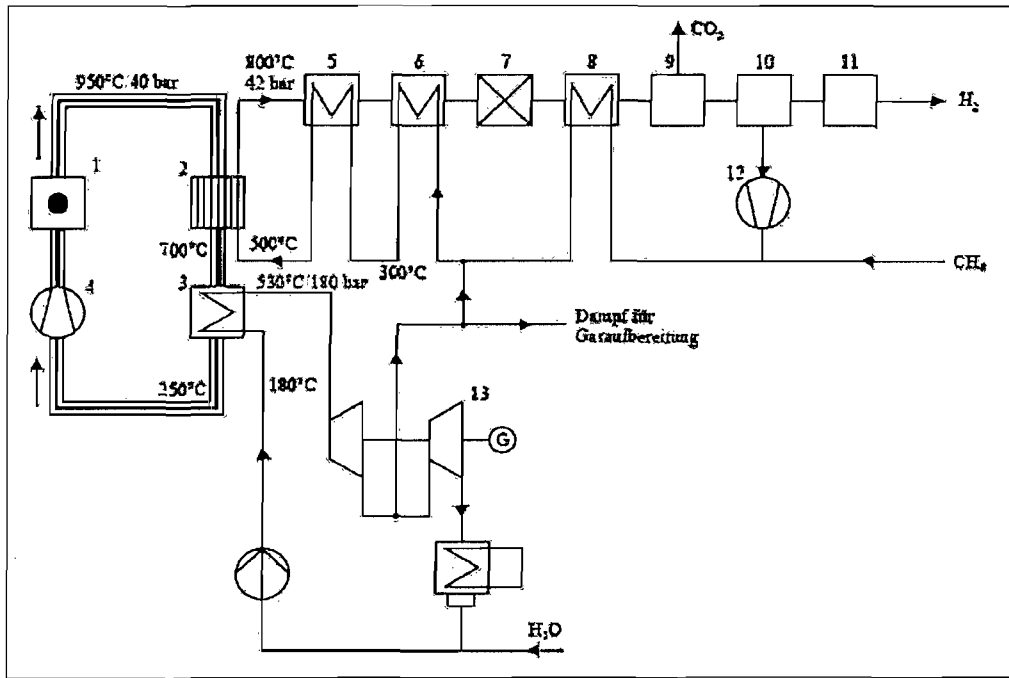 CO2
950°C/40 bar
800°C
42 bar
5
6
7
8
9
10
11
H2
1
2
12
700°C
500°C
300°C
CH4
4
3
530°C/180 bar
Dampf für
Gasaufbereitung
250°C
180°C
13
G
H2O